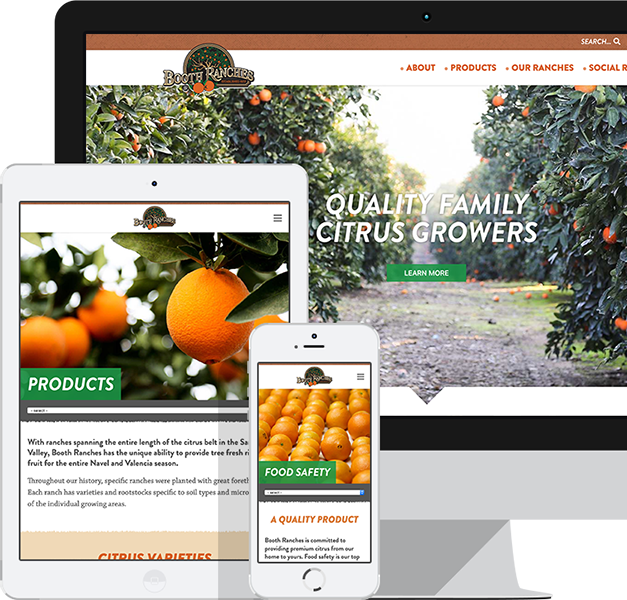 SEARCH...
BOOTH RANCHES
ABOUT
PRODUCTS
OUR RANCHES
SOCIAL R
QUALITY FAMILY
CITRUS GROWERS
LEARN MORE
BOOTH RANCHES
PRODUCTS
- SELECT -
With ranches spanning the entire length of the citrus belt in the Sa
Valley, Booth Ranches has the unique ability to provide tree fresh ri
fruit for the entire Navel and Valencia season.
Throughout our history, specific ranches were planted with great foreth
Each ranch has varieties and rootstocks specific to soil types and micro
of the individual growing areas.
CITRUS VARIETIES
BOOTH RANCHES
FOOD SAFETY
- SELECT -
A QUALITY PRODUCT
Booth Ranches is committed to
providing premium citrus from our
home to yours. Food safety is our top